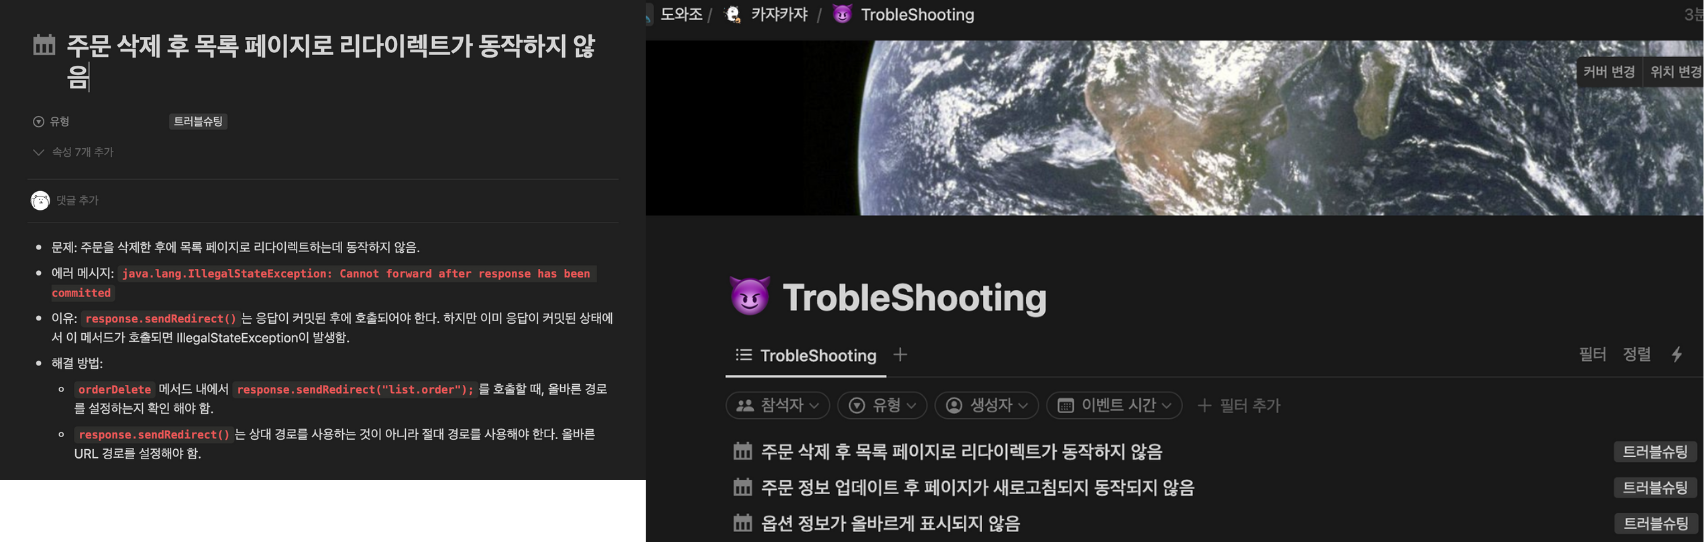 주문 삭제 후 목록 페이지로 리다이렉트가 동작하지 않
음
유형 트러블슈팅
속성 7개 추가
댓글 추가
문제: 주문을 삭제한 후에 목록 페이지로 리다이렉트하는데 동작하지 않음.
에러 메시지: java.lang.IllegalStateException: Cannot forward after response has been
committed
이유: response.sendRedirect()는 응답이 커밋된 후에 호출되어야 한다. 하지만 이미 응답이 커밋된 상태에
서 이 메서드가 호출되면 IllegalStateException이 발생함.
해결 방법:
orderDelete 메서드 내에서 response.sendRedirect("list.order");를 호출할 때, 올바른 경로
를 설정하는지 확인 해야 함.
response.sendRedirect()는 상대 경로를 사용하는 것이 아니라 절대 경로를 사용해야 한다. 올바른
URL 경로를 설정해야 함.
도와조 / 카쟈카쟈 / TrobleShooting
커버 변경 위치 변경
TrobleShooting
TrobleShooting
필터 정렬
참석자 유형 생성자 이벤트 시간 필터 추가
주문 삭제 후 목록 페이지로 리다이렉트가 동작하지 않음 트러블슈팅
주문 정보 업데이트 후 페이지가 새로고침되지 동작되지 않음 트러블슈팅
옵션 정보가 올바르게 표시되지 않음 트러블슈팅